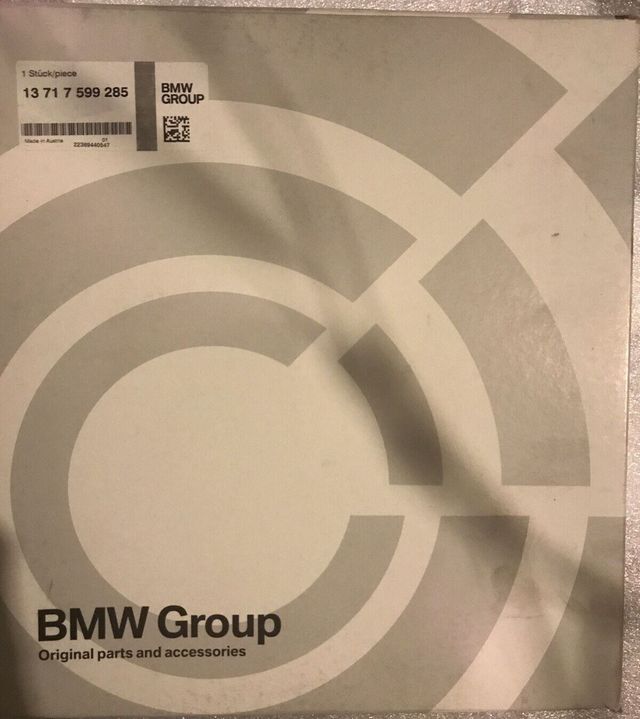 1 Stück/piece
13 71 7 599 285
BMW
GROUP
Made in Austria
01
22389440547
BMW Group
Original parts and accessories